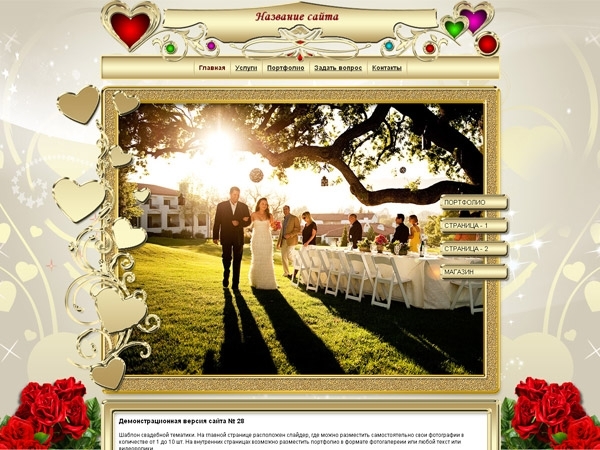 Название сайта
Главная Услуги Портфолио Задать вопрос Контакты
ПОРТФОЛИО
СТРАНИЦА - 1
СТРАНИЦА - 2
МАГАЗИН
Демонстрационная версия сайта № 28
Шаблон свадебной тематики. На главной странице расположен слайдер, где можно разместить самостоятельно свои фотографии в
количестве от 1 до 10 шт. На внутренних страницах возможно разместить портфолио в формате фотогалереи или любой текст или